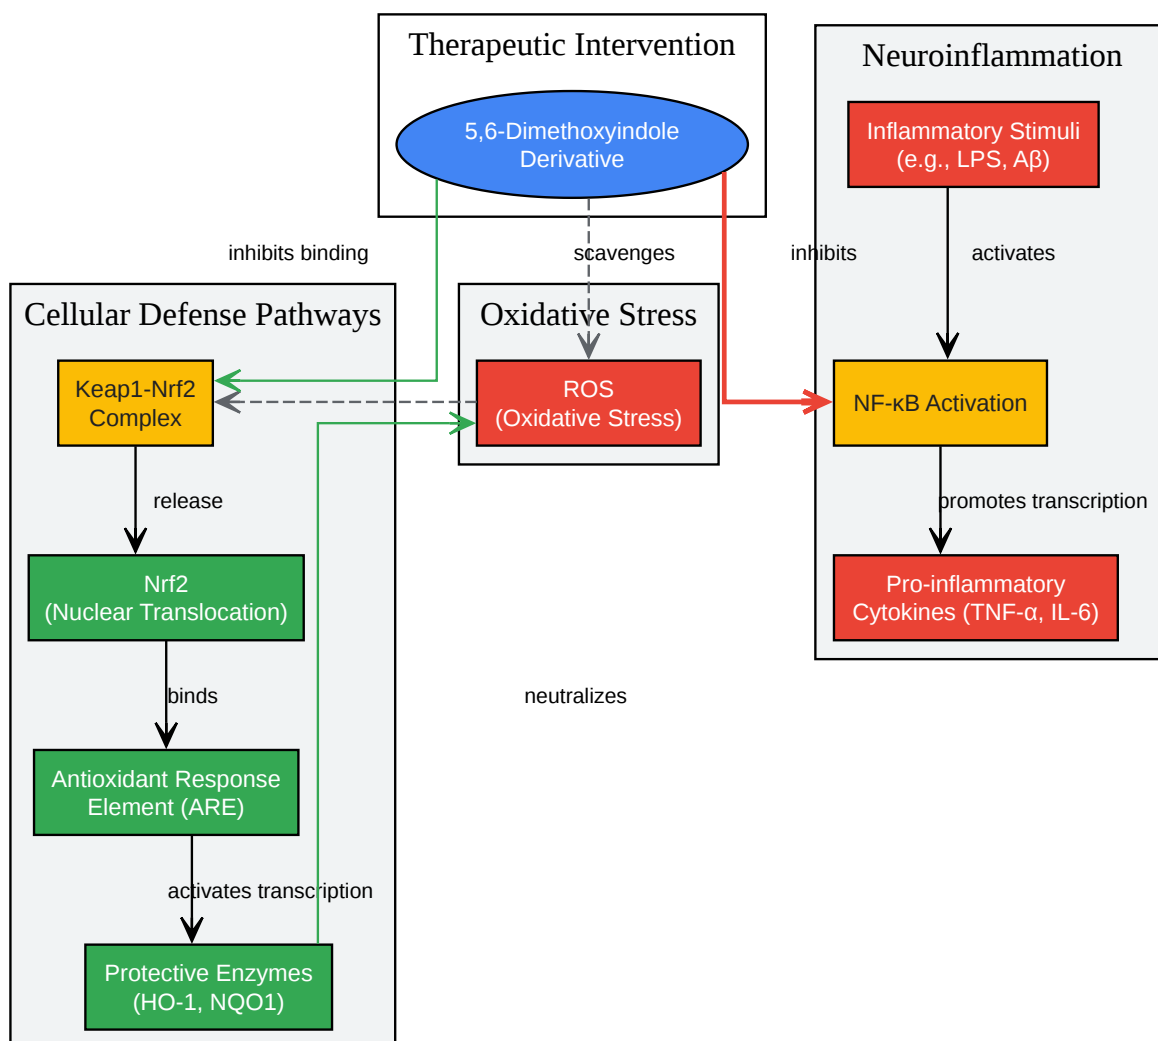 Therapeutic Intervention
5,6-Dimethoxyindole
Derivative
Neuroinflammation
Inflammatory Stimuli
(e.g., LPS, Aβ)
inhibits binding
scavenges
inhibits
activates
Cellular Defense Pathways
Oxidative Stress
Keap1-Nrf2
Complex
ROS
(Oxidative Stress)
NF-κB Activation
release
promotes transcription
Nrf2
(Nuclear Translocation)
Pro-inflammatory
Cytokines (TNF-α, IL-6)
binds
neutralizes
Antioxidant Response
Element (ARE)
activates transcription
Protective Enzymes
(HO-1, NQO1)